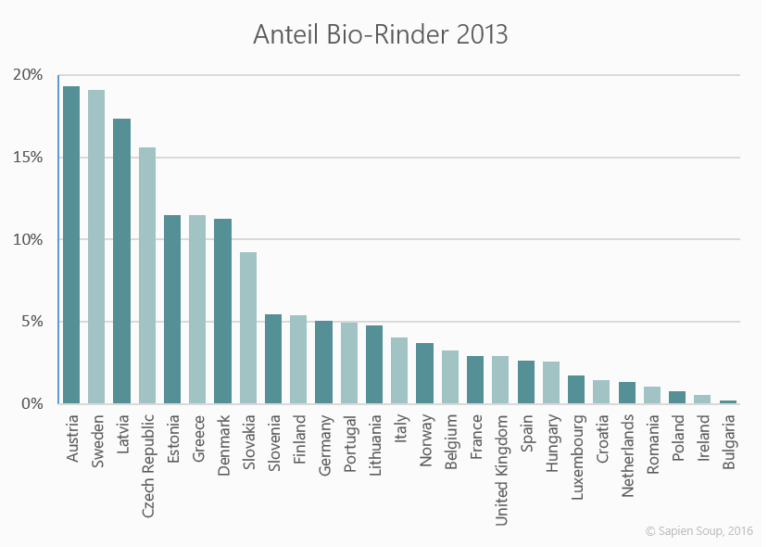 Anteil Bio-Rinder 2013
20%
15%
10%
5%
0%
Austria
Sweden
Latvia
Czech Republic
Estonia
Greece
Denmark
Slovakia
Slovenia
Finland
Germany
Portugal
Lithuania
Italy
Norway
Belgium
France
United Kingdom
Spain
Hungary
Luxembourg
Croatia
Netherlands
Romania
Poland
Ireland
Bulgaria
© Sapien Soup, 2016